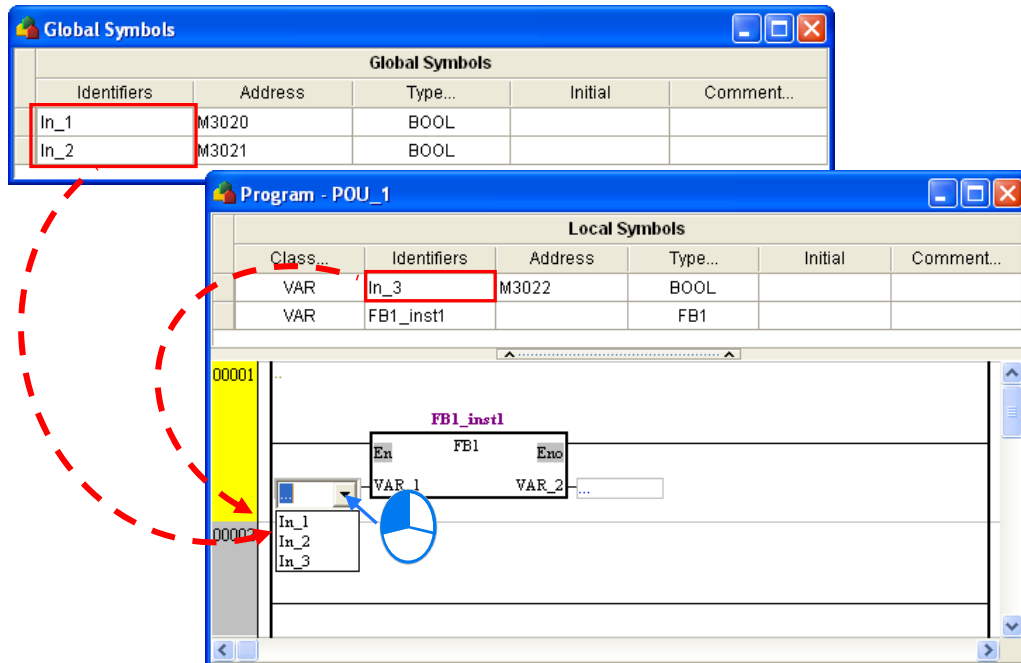 Global Symbols
Global Symbols
Identifiers Address Type... Initial Comment...
In_1 M3020 BOOL
In_2 M3021 BOOL
Program - POU_1
Local Symbols
Class... Identifiers Address Type... Initial Comment...
VAR In_3 M3022 BOOL
VAR FB1_inst1 FB1
00001 ..
FB1_inst1
En FB1 Eno
... VAR_1 VAR_2 ...
00002
In_1
In_2
In_3